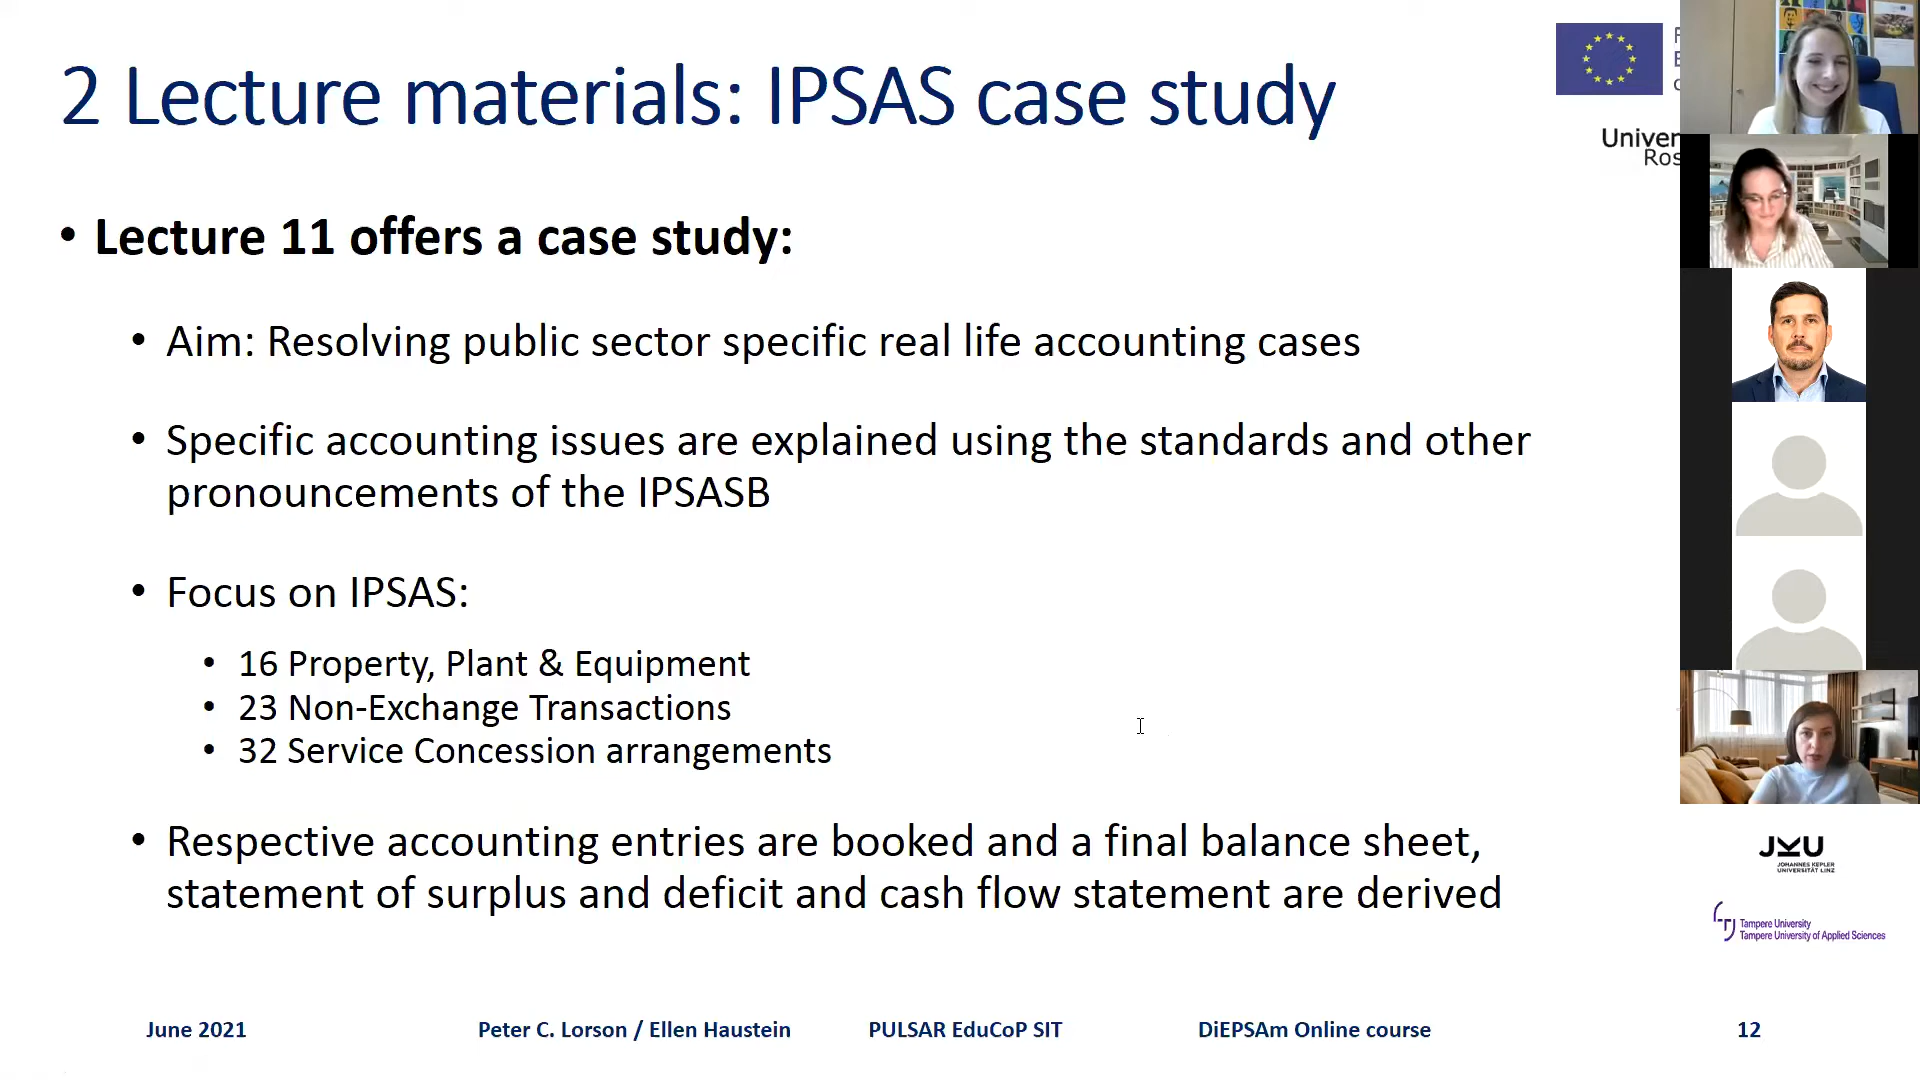 2 Lecture materials: IPSAS case study
• Lecture 11 offers a case study:
• Aim: Resolving public sector specific real life accounting cases
• Specific accounting issues are explained using the standards and other
pronouncements of the IPSASB
• Focus on IPSAS:
• 16 Property, Plant & Equipment
• 23 Non-Exchange Transactions
• 32 Service Concession arrangements
• Respective accounting entries are booked and a final balance sheet,
statement of surplus and deficit and cash flow statement are derived
JKU
JOHANNES KEPLER
UNIVERSITÄT LINZ
Tampere University
Tampere University of Applied Sciences
June 2021 Peter C. Lorson / Ellen Haustein PULSAR EduCoP SIT DiEPSAm Online course 12